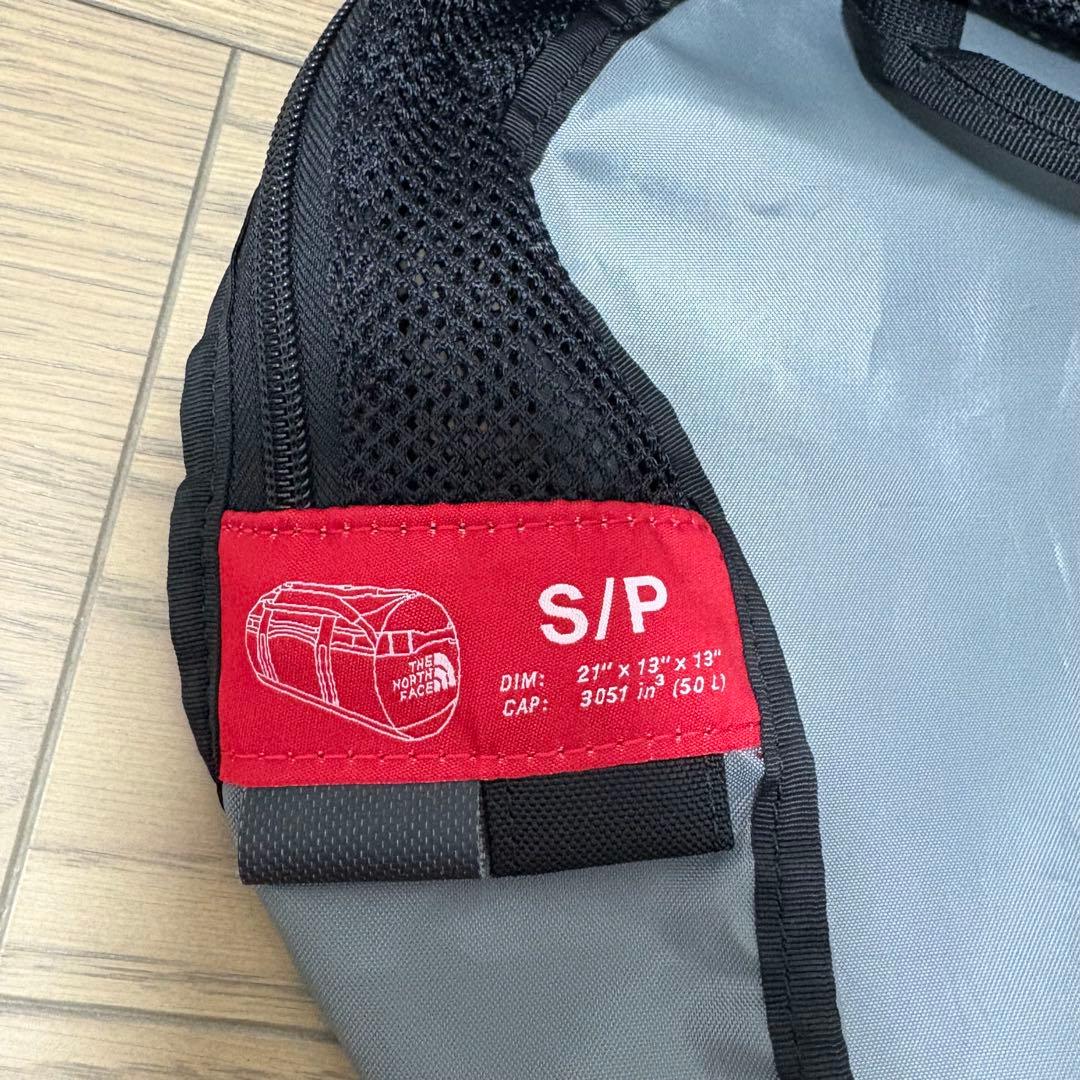 THE
NORTH
FACE
S/P
DIM: 21" x 13" x 13"
CAP: 3051 in³ (50 L)